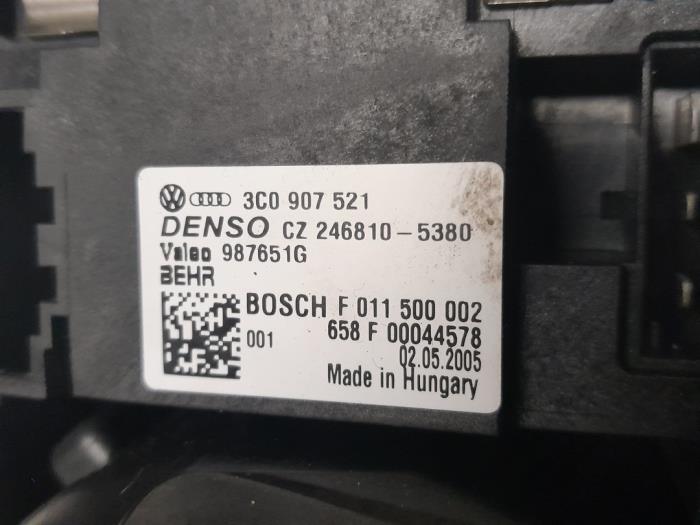 3C0 907 521
DENSO CZ 246810-5380
Valeo 987651G
BEHR
BOSCH F 011 500 002
001 658 F 00044578
02.05.2005
Made in Hungary